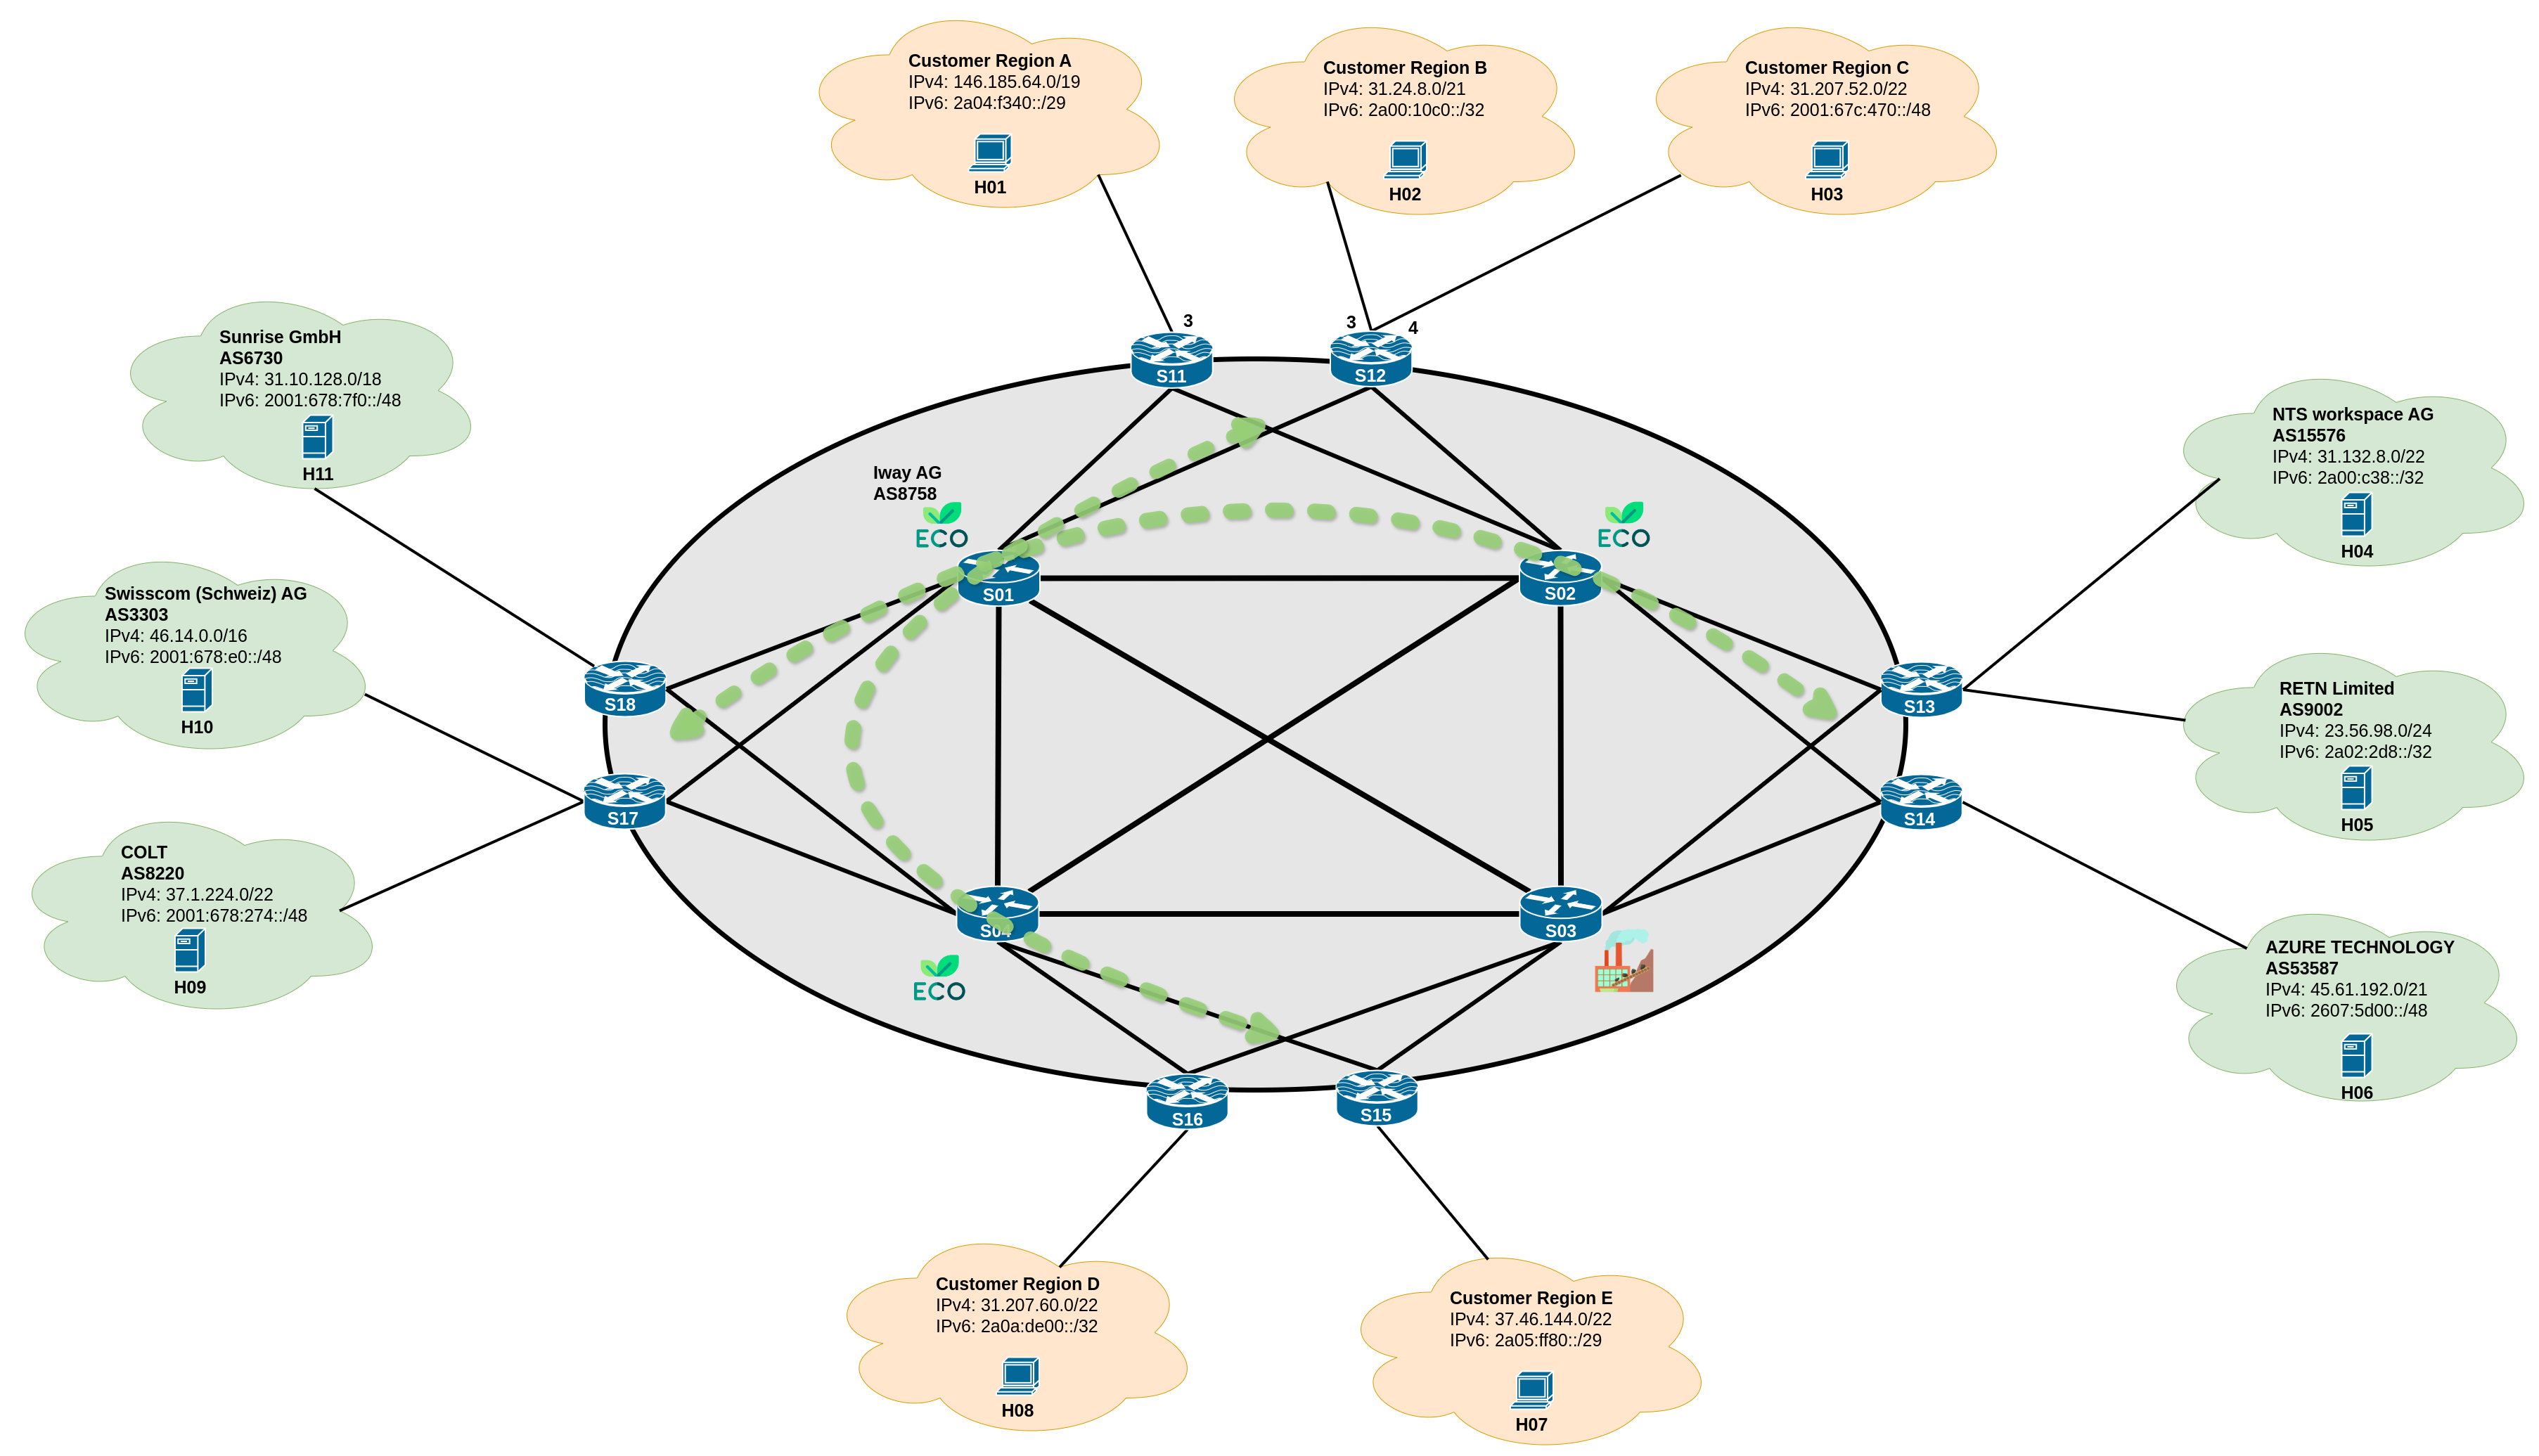 Customer Region A
IPv4: 146.185.64.0/19
IPv6: 2a04:f340::/29
H01
Customer Region B
IPv4: 31.24.8.0/21
IPv6: 2a00:10c0::/32
H02
Customer Region C
IPv4: 31.207.52.0/22
IPv6: 2001:67c:470::/48
H03
3
3
4
S11
S12
Sunrise GmbH
AS6730
IPv4: 31.10.128.0/18
IPv6: 2001:678:7f0::/48
H11
NTS workspace AG
AS15576
IPv4: 31.132.8.0/22
IPv6: 2a00:c38::/32
H04
Iway AG
AS8758
ECO
ECO
S01
S02
Swisscom (Schweiz) AG
AS3303
IPv4: 46.14.0.0/16
IPv6: 2001:678:e0::/48
H10
S18
S13
RETN Limited
AS9002
IPv4: 23.56.98.0/24
IPv6: 2a02:2d8::/32
H05
S17
S14
COLT
AS8220
IPv4: 37.1.224.0/22
IPv6: 2001:678:274::/48
H09
S04
S03
ECO
AZURE TECHNOLOGY
AS53587
IPv4: 45.61.192.0/21
IPv6: 2607:5d00::/48
H06
S16
S15
Customer Region D
IPv4: 31.207.60.0/22
IPv6: 2a0a:de00::/32
H08
Customer Region E
IPv4: 37.46.144.0/22
IPv6: 2a05:ff80::/29
H07